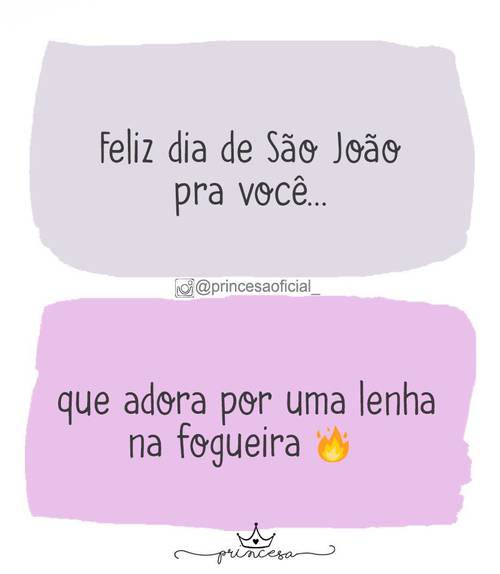 Feliz dia de São João
pra você...
@princesaoficial_
que adora por uma lenha
na fogueira 🔥
princesa